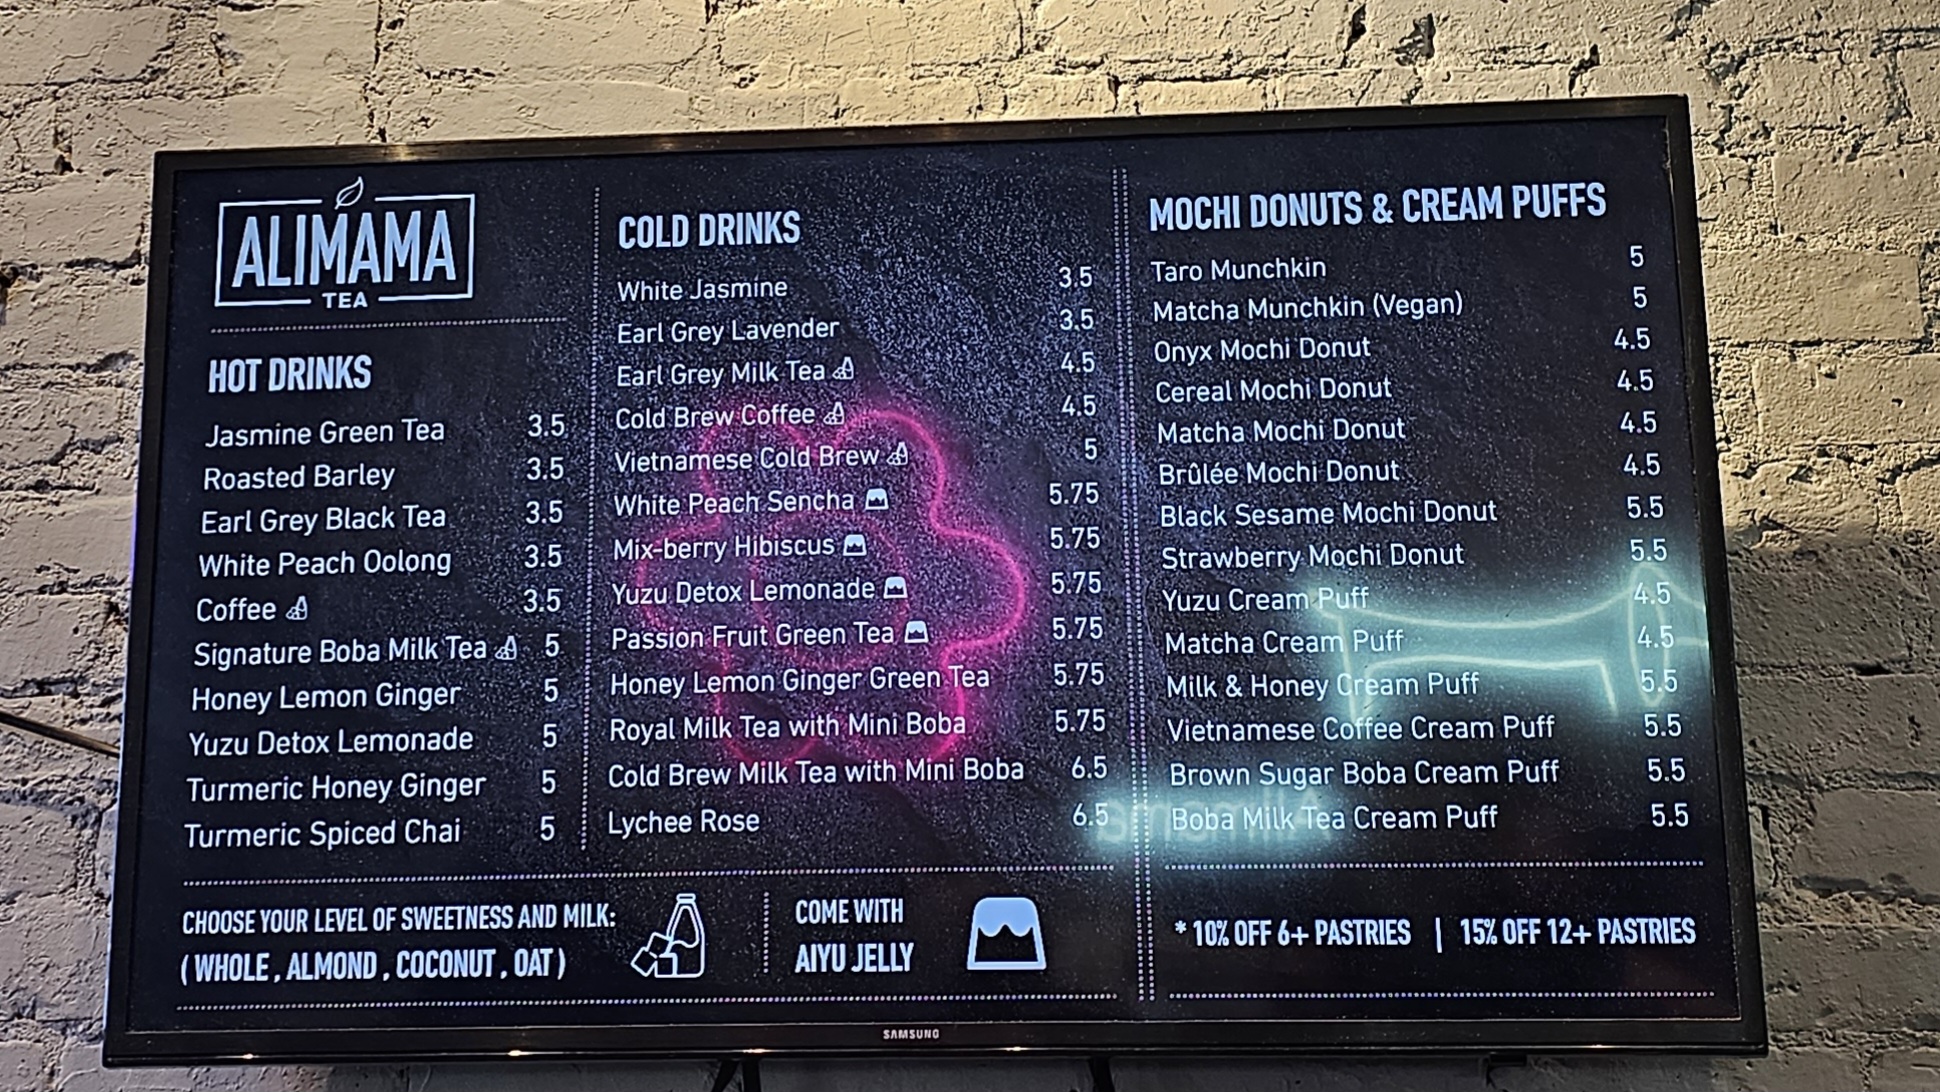 ALIMAMA
TEA
HOT DRINKS
Jasmine Green Tea 3.5
Roasted Barley 3.5
Earl Grey Black Tea 3.5
White Peach Oolong 3.5
Coffee 3.5
Signature Boba Milk Tea 5
Honey Lemon Ginger 5
Yuzu Detox Lemonade 5
Turmeric Honey Ginger 5
Turmeric Spiced Chai 5
COLD DRINKS
White Jasmine 3.5
Earl Grey Lavender 3.5
Earl Grey Milk Tea 4.5
Cold Brew Coffee 4.5
Vietnamese Cold Brew 5
White Peach Sencha 5.75
Mix-berry Hibiscus 5.75
Yuzu Detox Lemonade 5.75
Passion Fruit Green Tea 5.75
Honey Lemon Ginger Green Tea 5.75
Royal Milk Tea with Mini Boba 5.75
Cold Brew Milk Tea with Mini Boba 6.5
Lychee Rose 6.5
MOCHI DONUTS & CREAM PUFFS
Taro Munchkin 5
Matcha Munchkin (Vegan) 5
Onyx Mochi Donut 4.5
Cereal Mochi Donut 4.5
Matcha Mochi Donut 4.5
Brûlée Mochi Donut 4.5
Black Sesame Mochi Donut 5.5
Strawberry Mochi Donut 5.5
Yuzu Cream Puff 4.5
Matcha Cream Puff 4.5
Milk & Honey Cream Puff 5.5
Vietnamese Coffee Cream Puff 5.5
Brown Sugar Boba Cream Puff 5.5
Boba Milk Tea Cream Puff 5.5
CHOOSE YOUR LEVEL OF SWEETNESS AND MILK:
( WHOLE , ALMOND , COCONUT , OAT )
COME WITH
AIYU JELLY
* 10% OFF 6+ PASTRIES | 15% OFF 12+ PASTRIES
SAMSUNG